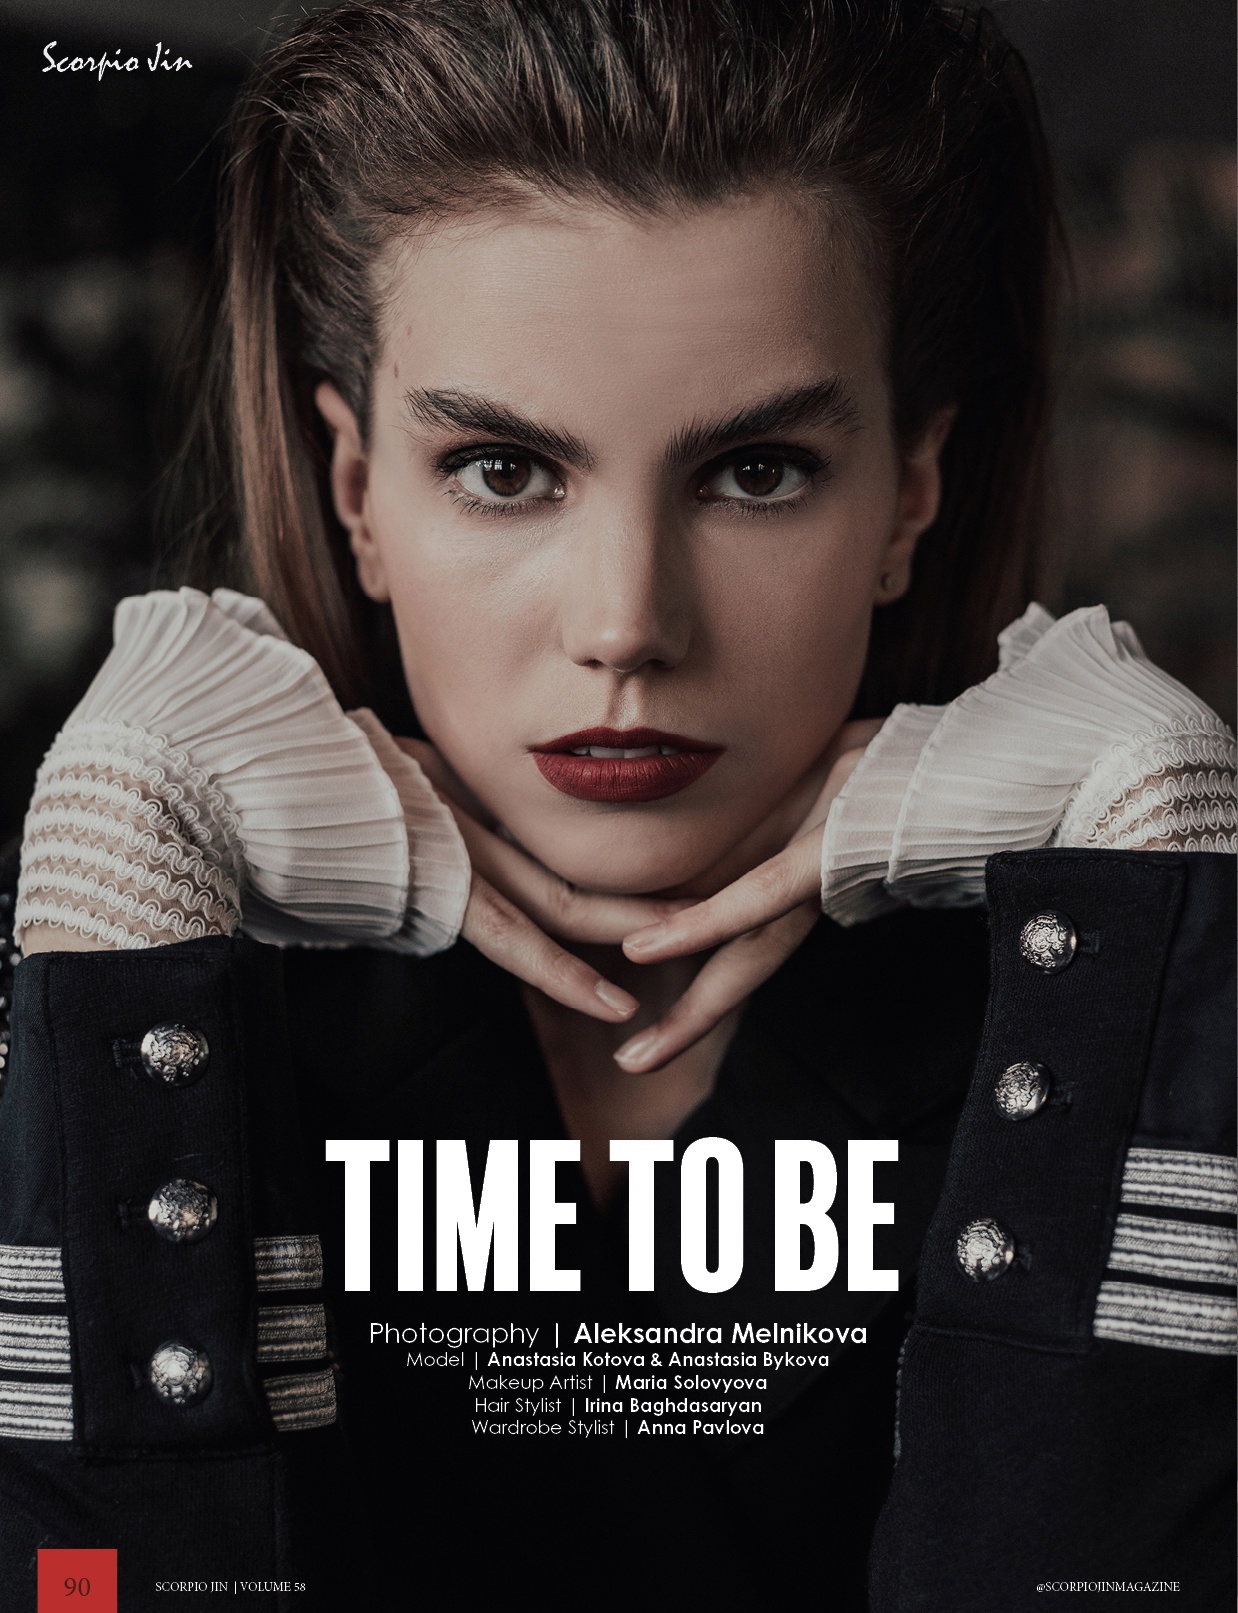 Scorpio Jin
TIME TO BE
Photography | Aleksandra Melnikova
Model | Anastasia Kotova & Anastasia Bykova
Makeup Artist | Maria Solovyova
Hair Stylist | Irina Baghdasaryan
Wardrobe Stylist | Anna Pavlova
90
SCORPIO JIN | VOLUME 58
@SCORPIOJINMAGAZINE